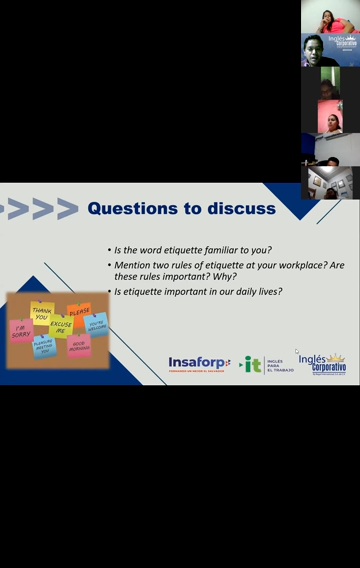 Inglés
Corporativo
>>>> Questions to discuss
• Is the word etiquette familiar to you?
• Mention two rules of etiquette at your workplace? Are
these rules important? Why?
• Is etiquette important in our daily lives?
THANK
YOU
PLEASE
I'M
SORRY
EXCUSE
ME
YOU'RE
WELCOME
PLEASURE
MEETING
YOU
GOOD
MORNING
Insaforp
it
INGLÉS
PARA
EL TRABAJO
Inglés
Corporativo